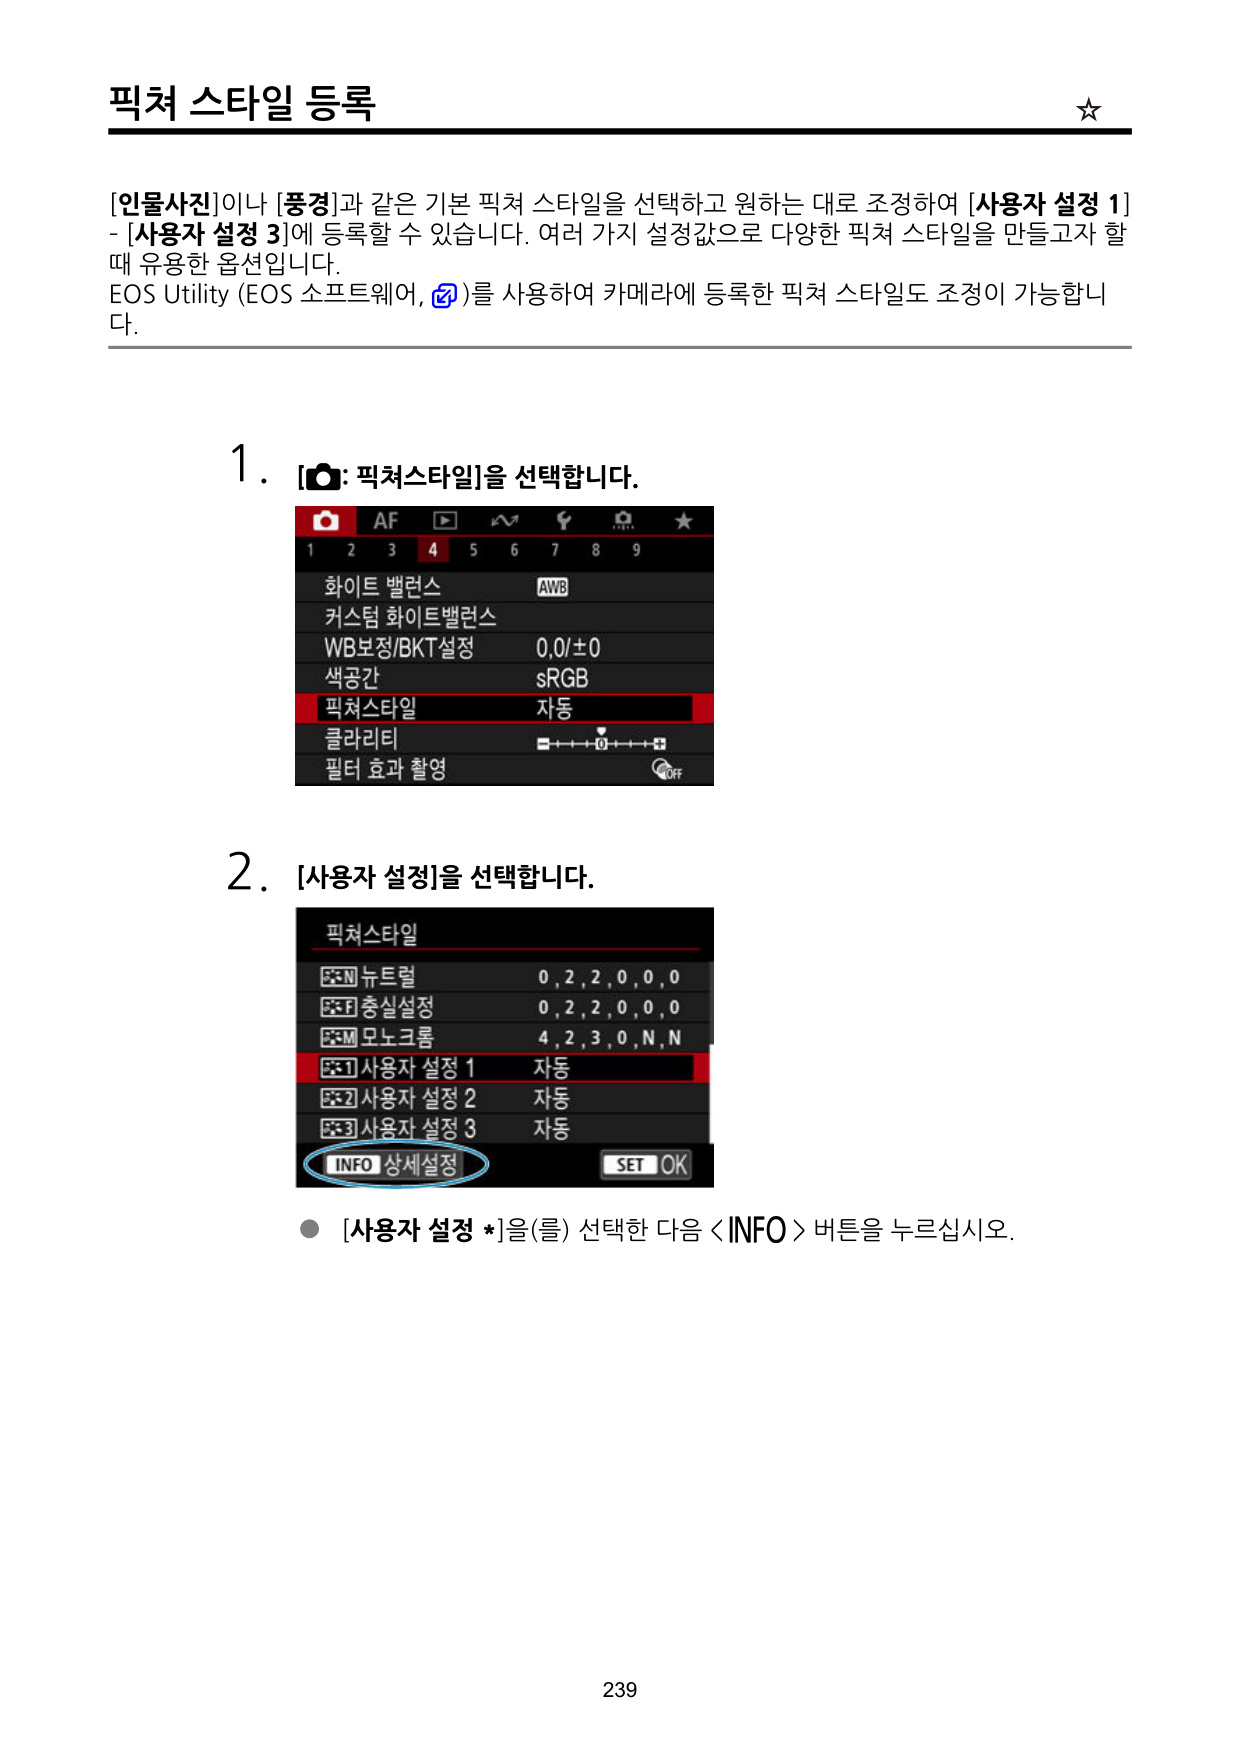 픽쳐 스타일 등록 ☆
[인물사진]이나 [풍경]과 같은 기본 픽쳐 스타일을 선택하고 원하는 대로 조정하여 [사용자 설정 1]
- [사용자 설정 3]에 등록할 수 있습니다. 여러 가지 설정값으로 다양한 픽쳐 스타일을 만들고자 할
때 유용한 옵션입니다.
EOS Utility (EOS 소프트웨어, )를 사용하여 카메라에 등록한 픽쳐 스타일도 조정이 가능합니
다.
1. [: 픽쳐스타일]을 선택합니다.
AF
1 2 3 4 5 6 7 8 9
화이트 밸런스 AWB
커스텀 화이트밸런스
WB보정/BKT설정 0,0/±0
색공간 sRGB
픽쳐스타일 자동
클라리티 0
필터 효과 촬영 OFF
2. [사용자 설정]을 선택합니다.
픽쳐스타일
N 뉴트럴 0,2,2,0,0,0
F 충실설정 0,2,2,0,0,0
M 모노크롬 4,2,3,0,N,N
1 사용자 설정 1 자동
2 사용자 설정 2 자동
3 사용자 설정 3 자동
INFO 상세설정 SET OK
● [사용자 설정 *]을(를) 선택한 다음 <INFO> 버튼을 누르십시오.
239